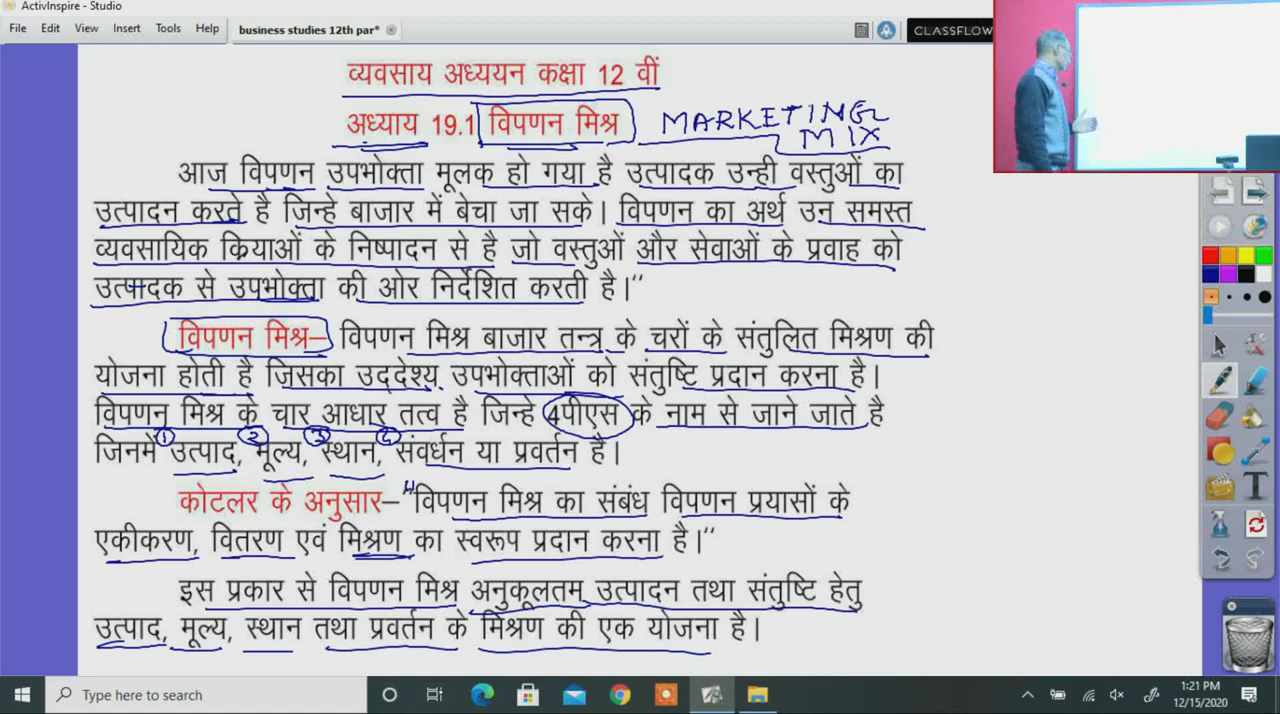 ActivInspire - Studio
File Edit View Insert Tools Help
business studies 12th par*
CLASSFLOW
व्यवसाय अध्ययन कक्षा 12 वीं
अध्याय 19.1 विपणन मिश्र MARKETING
MIX
आज विपणन उपभोक्ता मूलक हो गया है उत्पादक उन्ही वस्तुओं का
उत्पादन करते है जिन्हे बाजार में बेचा जा सके। विपणन का अर्थ उन समस्त
व्यवसायिक क्रियाओं के निष्पादन से है जो वस्तुओं और सेवाओं के प्रवाह को
उत्पादक से उपभोक्ता की ओर निर्देशित करती है।"
विपणन मिश्र– विपणन मिश्र बाजार तन्त्र के चरों के संतुलित मिश्रण की
योजना होती है जिसका उद्देश्य उपभोक्ताओं को संतुष्टि प्रदान करना है।
विपणन मिश्र के चार आधार तत्व है जिन्हे 4पीएस के नाम से जाने जाते है
1 2 3 4
जिनमें उत्पाद, मूल्य, स्थान, संवर्धन या प्रवर्तन है।
कोटलर के अनुसार– "विपणन मिश्र का संबंध विपणन प्रयासों के
एकीकरण, वितरण एवं मिश्रण का स्वरूप प्रदान करना है।"
इस प्रकार से विपणन मिश्र अनुकूलतम उत्पादन तथा संतुष्टि हेतु
उत्पाद, मूल्य, स्थान तथा प्रवर्तन के मिश्रण की एक योजना है।
Type here to search
1:21 PM
12/15/2020